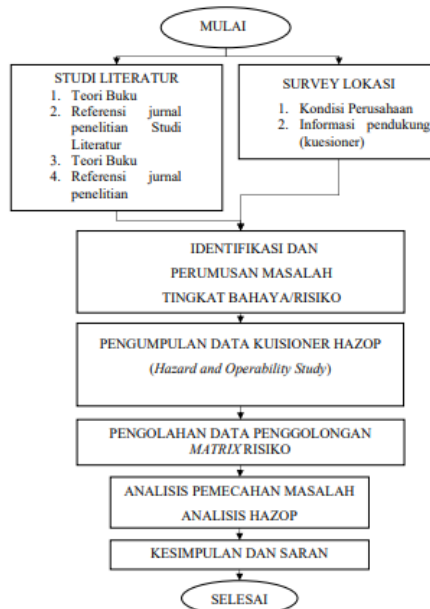 MULAI
STUDI LITERATUR
1. Teori Buku
2. Referensi jurnal
penelitian Studi
Literatur
3. Teori Buku
4. Referensi jurnal
penelitian
SURVEY LOKASI
1. Kondisi Perusahaan
2. Informasi pendukung
(kuesioner)
IDENTIFIKASI DAN
PERUMUSAN MASALAH
TINGKAT BAHAYA/RISIKO
PENGUMPULAN DATA KUISIONER HAZOP
(Hazard and Operability Study)
PENGOLAHAN DATA PENGGOLONGAN
MATRIX RISIKO
ANALISIS PEMECAHAN MASALAH
ANALISIS HAZOP
KESIMPULAN DAN SARAN
SELESAI